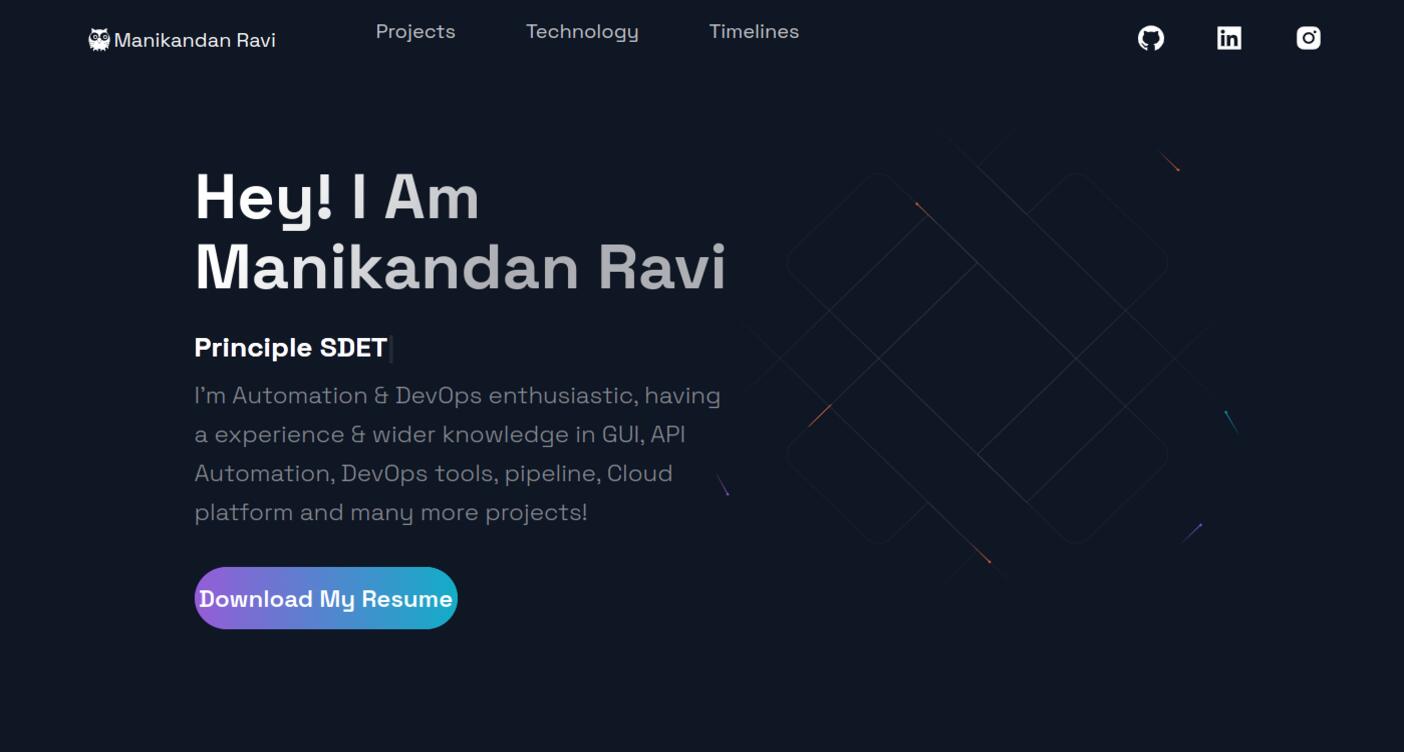 Manikandan Ravi
Projects
Technology
Timelines
Hey! I Am
Manikandan Ravi
Principle SDET
I'm Automation & DevOps enthusiastic, having
a experience & wider knowledge in GUI, API
Automation, DevOps tools, pipeline, Cloud
platform and many more projects!
Download My Resume